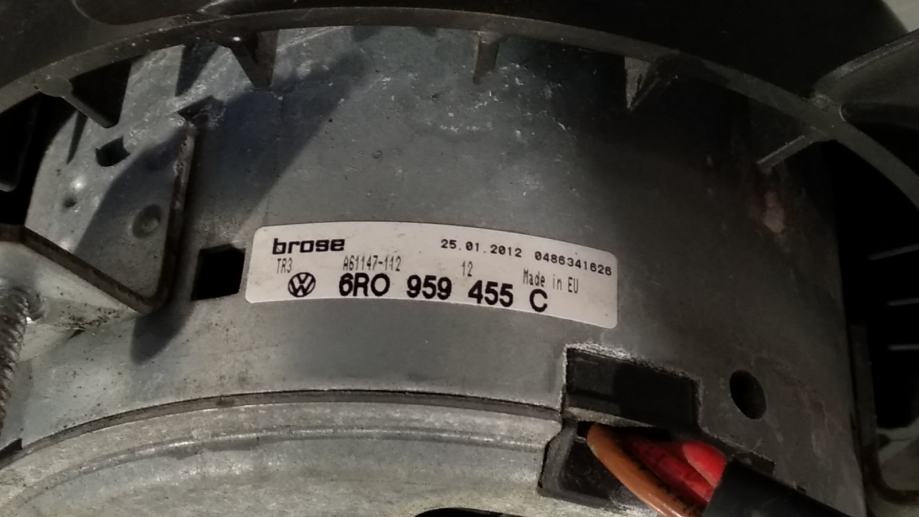 brose 25.01.2012 0486341626
TR3 A61147-112 12 Made in EU
6R0 959 455 C